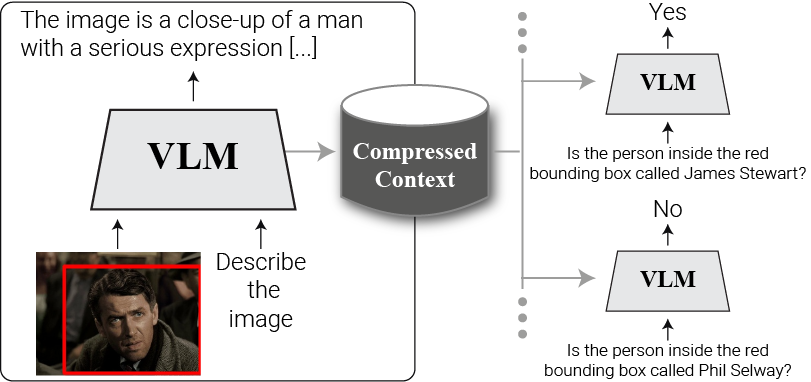 The image is a close-up of a man
with a serious expression [...]
VLM
Describe
the
image
Compressed
Context
Yes
VLM
Is the person inside the red
bounding box called James Stewart?
No
VLM
Is the person inside the red
bounding box called Phil Selway?